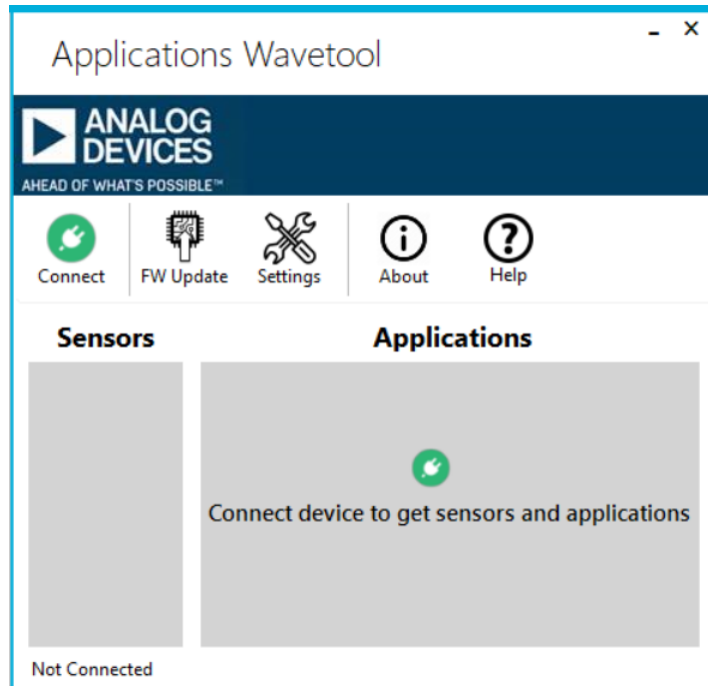 Applications Wavetool
ANALOG
DEVICES
AHEAD OF WHAT'S POSSIBLE™
Connect
FW Update
Settings
About
Help
Sensors
Applications
Connect device to get sensors and applications
Not Connected